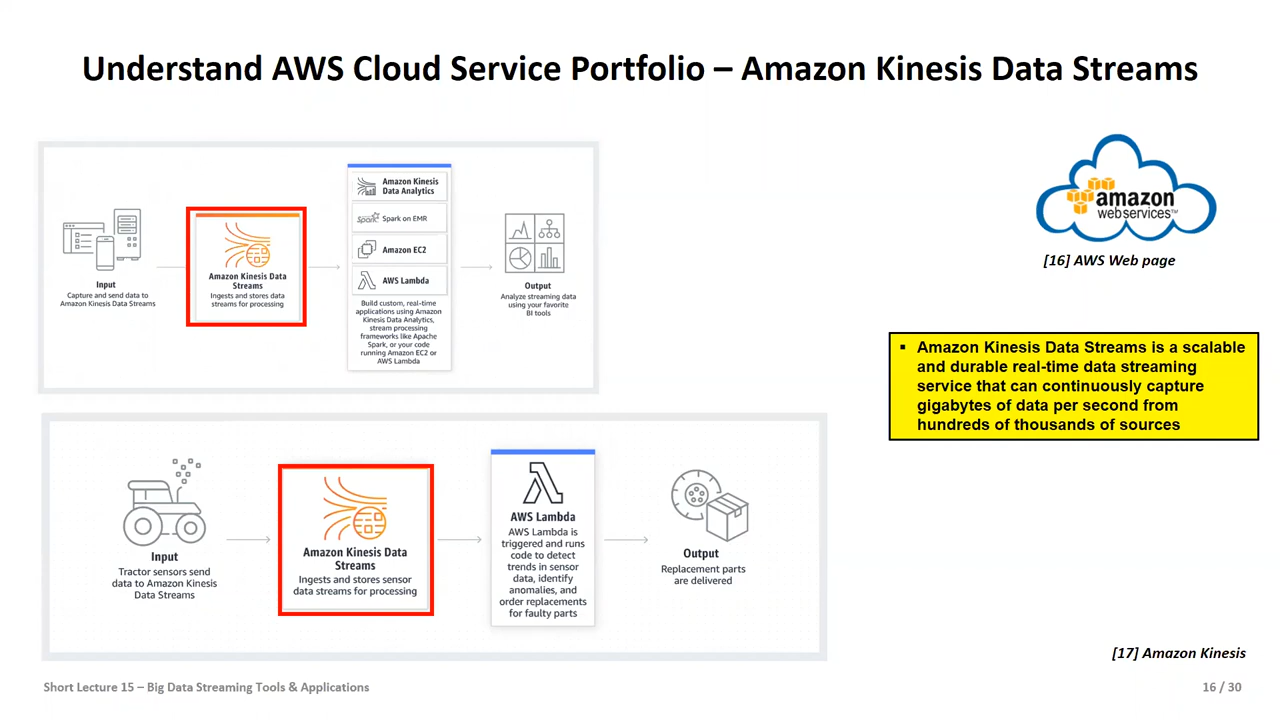 Understand AWS Cloud Service Portfolio – Amazon Kinesis Data Streams
Input
Capture and send data to
Amazon Kinesis Data Streams
Amazon Kinesis Data
Streams
Ingests and stores data
streams for processing
Amazon Kinesis
Data Analytics
Spark
Spark on EMR
Amazon EC2
AWS Lambda
Build custom, real-time
applications using Amazon
Kinesis Data Analytics,
stream processing
frameworks like Apache
Spark, or your code
running Amazon EC2 or
AWS Lambda
Output
Analyze streaming data
using your favorite
BI tools
amazon
webservices™
[16] AWS Web page
▪ Amazon Kinesis Data Streams is a scalable
and durable real-time data streaming
service that can continuously capture
gigabytes of data per second from
hundreds of thousands of sources
Input
Tractor sensors send
data to Amazon Kinesis
Data Streams
Amazon Kinesis Data
Streams
Ingests and stores sensor
data streams for processing
AWS Lambda
AWS Lambda is
triggered and runs
code to detect
trends in sensor
data, identify
anomalies, and
order replacements
for faulty parts
Output
Replacement parts
are delivered
[17] Amazon Kinesis
Short Lecture 15 – Big Data Streaming Tools & Applications
16 / 30